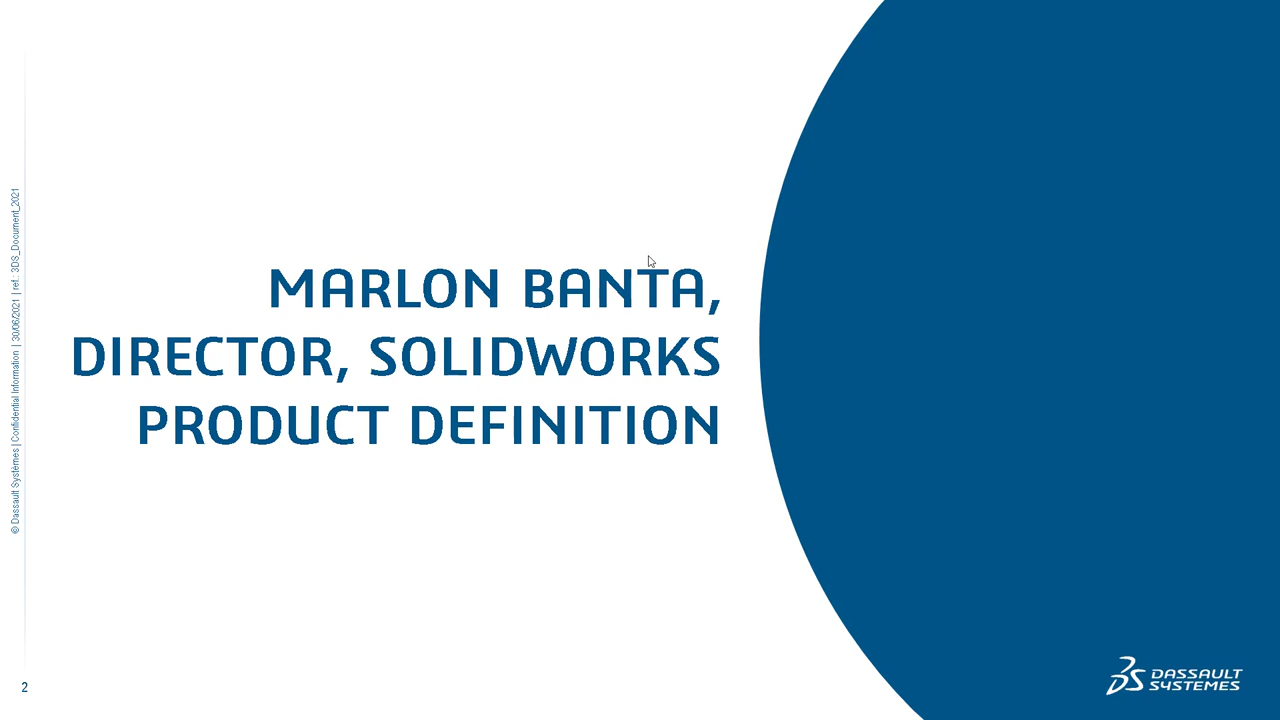 © Dassault Systèmes | Confidential Information | 30/06/2021 | ref.: 3DS_Document_2021
MARLON BANTA,
DIRECTOR, SOLIDWORKS
PRODUCT DEFINITION
2
DASSAULT
SYSTEMES